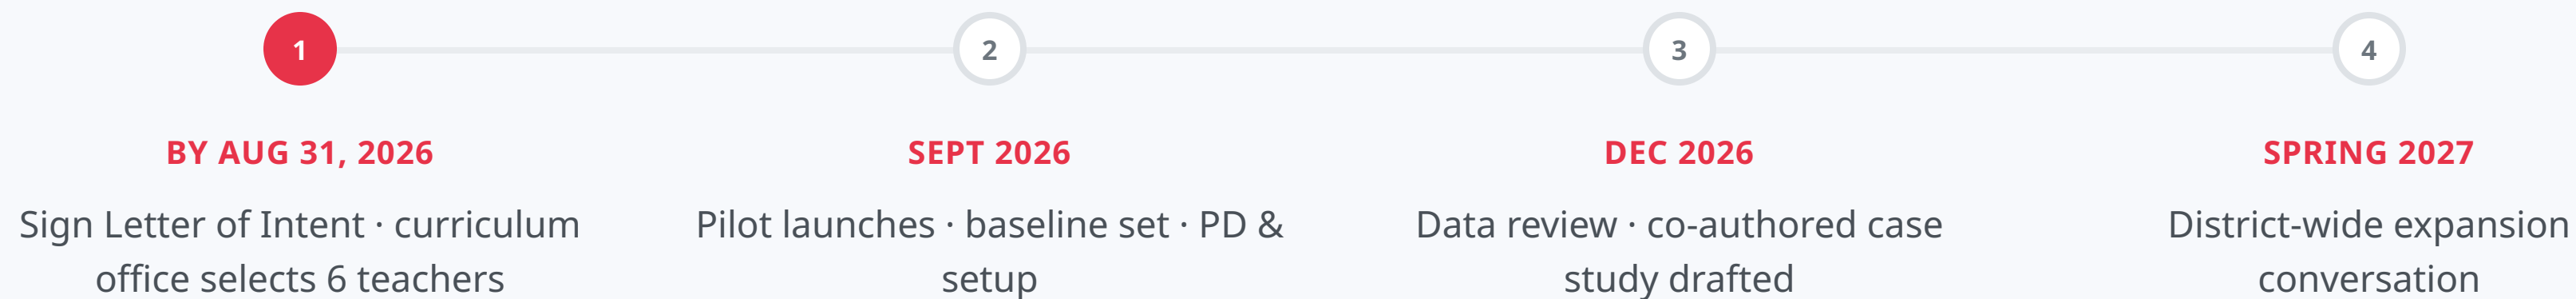 1
2
3
4
BY AUG 31, 2026
SEPT 2026
DEC 2026
SPRING 2027
Sign Letter of Intent · curriculum
office selects 6 teachers
Pilot launches · baseline set · PD &
setup
Data review · co-authored case
study drafted
District-wide expansion
conversation